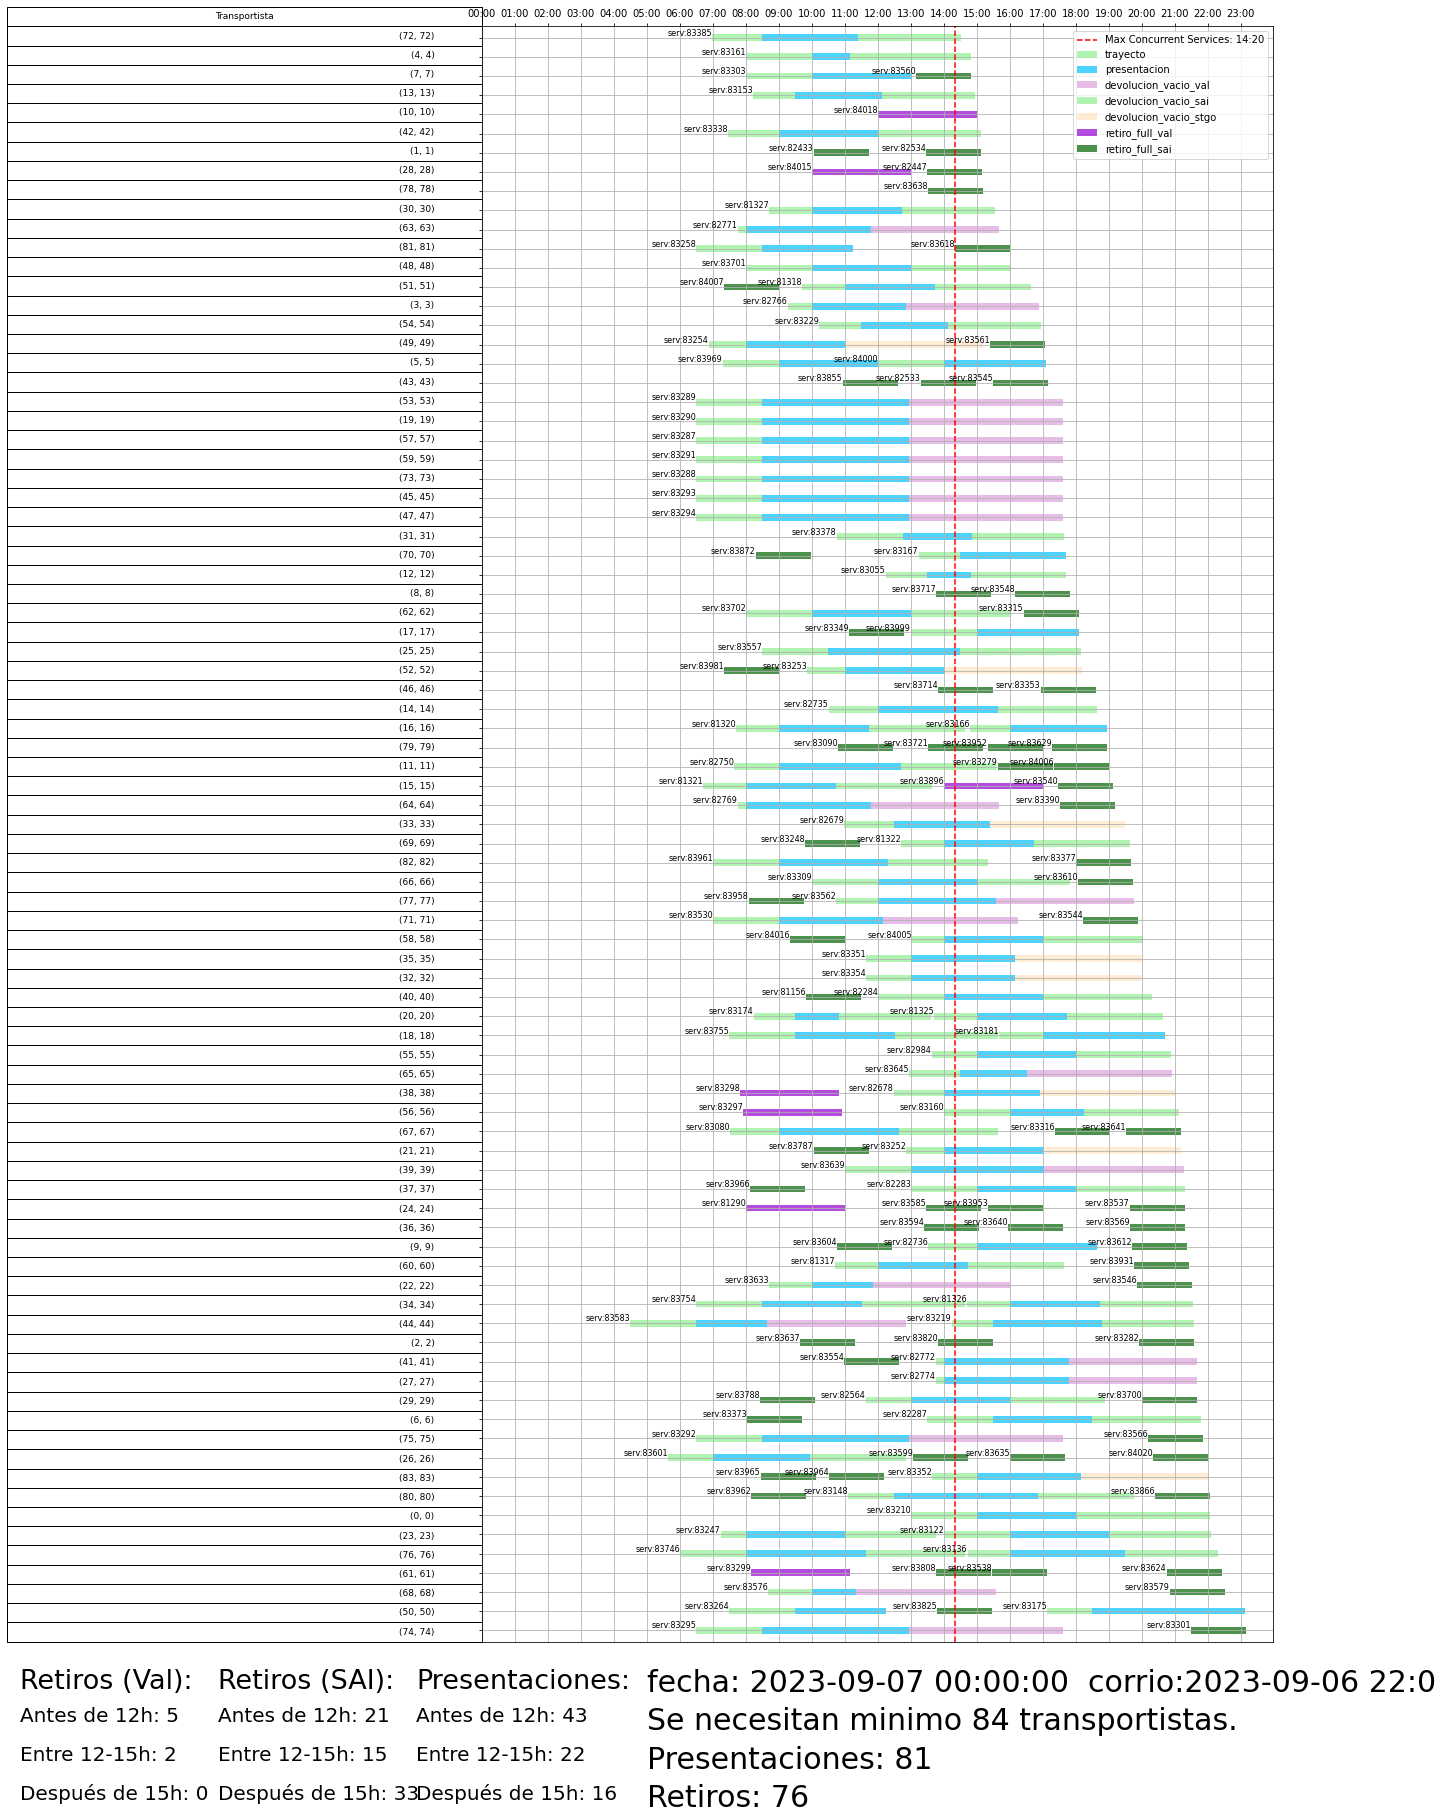 Transportista
00:00 01:00 02:00 03:00 04:00 05:00 06:00 07:00 08:00 09:00 10:00 11:00 12:00 13:00 14:00 15:00 16:00 17:00 18:00 19:00 20:00 21:00 22:00 23:00
Max Concurrent Services: 14:20
trayecto
presentacion
devolucion_vacio_val
devolucion_vacio_sai
devolucion_vacio_stgo
retiro_full_val
retiro_full_sai
(72, 72) serv:83385
(4, 4) serv:83161
(7, 7) serv:83303 serv:83560
(13, 13) serv:83153
(10, 10) serv:84018
(42, 42) serv:83338
(1, 1) serv:82433 serv:82534
(28, 28) serv:84015 serv:82447
(78, 78) serv:83638
(30, 30) serv:81327
(63, 63) serv:82771
(81, 81) serv:83258 serv:83618
(48, 48) serv:83701
(51, 51) serv:84007 serv:81318
(3, 3) serv:82766
(54, 54) serv:83229
(49, 49) serv:83254 serv:83561
(5, 5) serv:83969 serv:84000
(43, 43) serv:83855 serv:82533 serv:83545
(53, 53) serv:83289
(19, 19) serv:83290
(57, 57) serv:83287
(59, 59) serv:83291
(73, 73) serv:83288
(45, 45) serv:83293
(47, 47) serv:83294
(31, 31) serv:83378
(70, 70) serv:83872 serv:83167
(12, 12) serv:83055
(8, 8) serv:83717 serv:83548
(62, 62) serv:83702 serv:83315
(17, 17) serv:83349 serv:83999
(25, 25) serv:83557
(52, 52) serv:83981 serv:83253
(46, 46) serv:83714 serv:83353
(14, 14) serv:82735
(16, 16) serv:81320 serv:83166
(79, 79) serv:83090 serv:83721 serv:83952 serv:83629
(11, 11) serv:82750 serv:83279 serv:84006
(15, 15) serv:81321 serv:83896 serv:83540
(64, 64) serv:82769 serv:83390
(33, 33) serv:82679
(69, 69) serv:83248 serv:81322
(82, 82) serv:83961 serv:83377
(66, 66) serv:83309 serv:83610
(77, 77) serv:83958 serv:83562
(71, 71) serv:83530 serv:83544
(58, 58) serv:84016 serv:84005
(35, 35) serv:83351
(32, 32) serv:83354
(40, 40) serv:81156 serv:82284
(20, 20) serv:83174 serv:81325
(18, 18) serv:83755 serv:83181
(55, 55) serv:82984
(65, 65) serv:83645
(38, 38) serv:83298 serv:82678
(56, 56) serv:83297 serv:83160
(67, 67) serv:83080 serv:83316 serv:83641
(21, 21) serv:83787 serv:83252
(39, 39) serv:83639
(37, 37) serv:83966 serv:82283
(24, 24) serv:81290 serv:83585 serv:83953 serv:83537
(36, 36) serv:83594 serv:83640 serv:83569
(9, 9) serv:83604 serv:82736 serv:83612
(60, 60) serv:81317 serv:83931
(22, 22) serv:83633 serv:83546
(34, 34) serv:83754 serv:81326
(44, 44) serv:83583 serv:83219
(2, 2) serv:83637 serv:83820 serv:83282
(41, 41) serv:83554 serv:82772
(27, 27) serv:82774
(29, 29) serv:83788 serv:82564 serv:83700
(6, 6) serv:83373 serv:82287
(75, 75) serv:83292 serv:83566
(26, 26) serv:83601 serv:83599 serv:83635 serv:84020
(83, 83) serv:83965 serv:83964 serv:83352
(80, 80) serv:83962 serv:83148 serv:83866
(0, 0) serv:83210
(23, 23) serv:83247 serv:83122
(76, 76) serv:83746 serv:83136
(61, 61) serv:83299 serv:83808 serv:83538 serv:83624
(68, 68) serv:83576 serv:83579
(50, 50) serv:83264 serv:83825 serv:83175
(74, 74) serv:83295 serv:83301
Retiros (Val): Retiros (SAI): Presentaciones: fecha: 2023-09-07 00:00:00 corrio:2023-09-06 22:0
Antes de 12h: 5 Antes de 12h: 21 Antes de 12h: 43 Se necesitan minimo 84 transportistas.
Entre 12-15h: 2 Entre 12-15h: 15 Entre 12-15h: 22 Presentaciones: 81
Después de 15h: 0 Después de 15h: 33 Después de 15h: 16 Retiros: 76